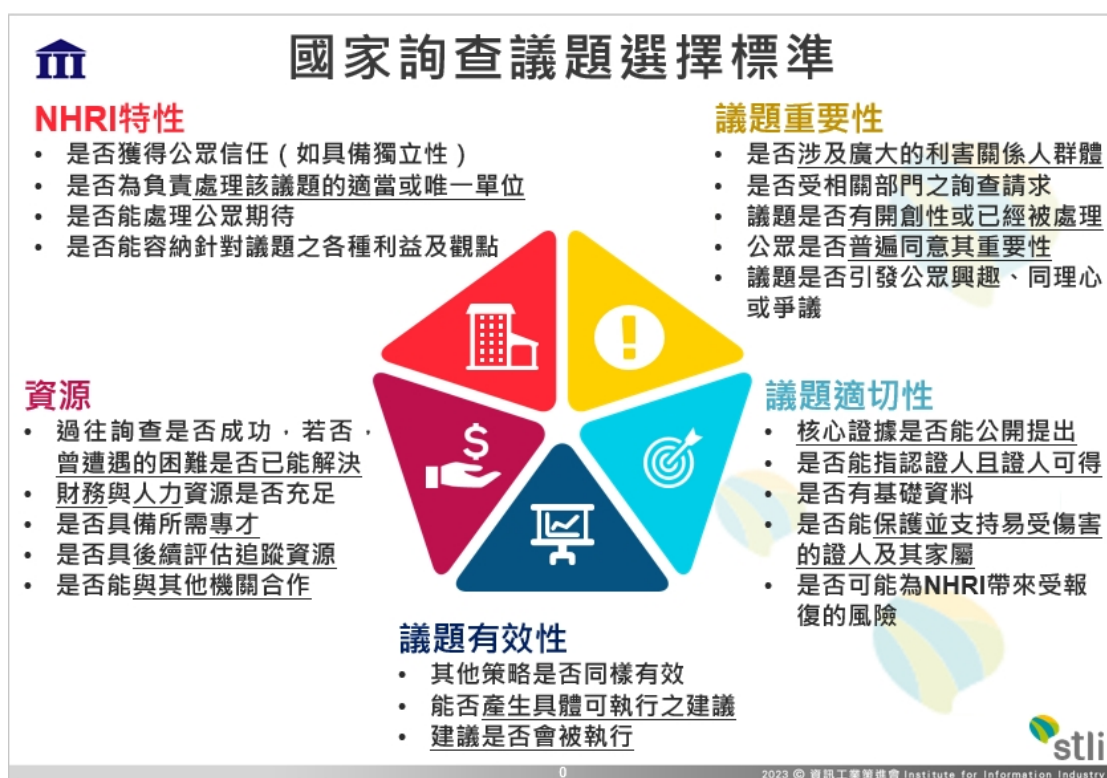 國家詢查議題選擇標準
NHRI特性
• 是否獲得公眾信任（如具備獨立性）
• 是否為負責處理該議題的適當或唯一單位
• 是否能處理公眾期待
• 是否能容納針對議題之各種利益及觀點
議題重要性
• 是否涉及廣大的利害關係人群體
• 是否受相關部門之詢查請求
• 議題是否有開創性或已經被處理
• 公眾是否普遍同意其重要性
• 議題是否引發公眾興趣、同理心
或爭議
資源
• 過往詢查是否成功，若否，
曾遭遇的困難是否已能解決
• 財務與人力資源是否充足
• 是否具備所需專才
• 是否具後續評估追蹤資源
• 是否能與其他機關合作
$
議題適切性
• 核心證據是否能公開提出
• 是否能指認證人且證人可得
• 是否有基礎資料
• 是否能保護並支持易受傷害
的證人及其家屬
• 是否可能為NHRI帶來受報
復的風險
議題有效性
• 其他策略是否同樣有效
• 能否產生具體可執行之建議
• 建議是否會被執行
stli
0
2023 © 資訊工業策進會 Institute for Information Industry